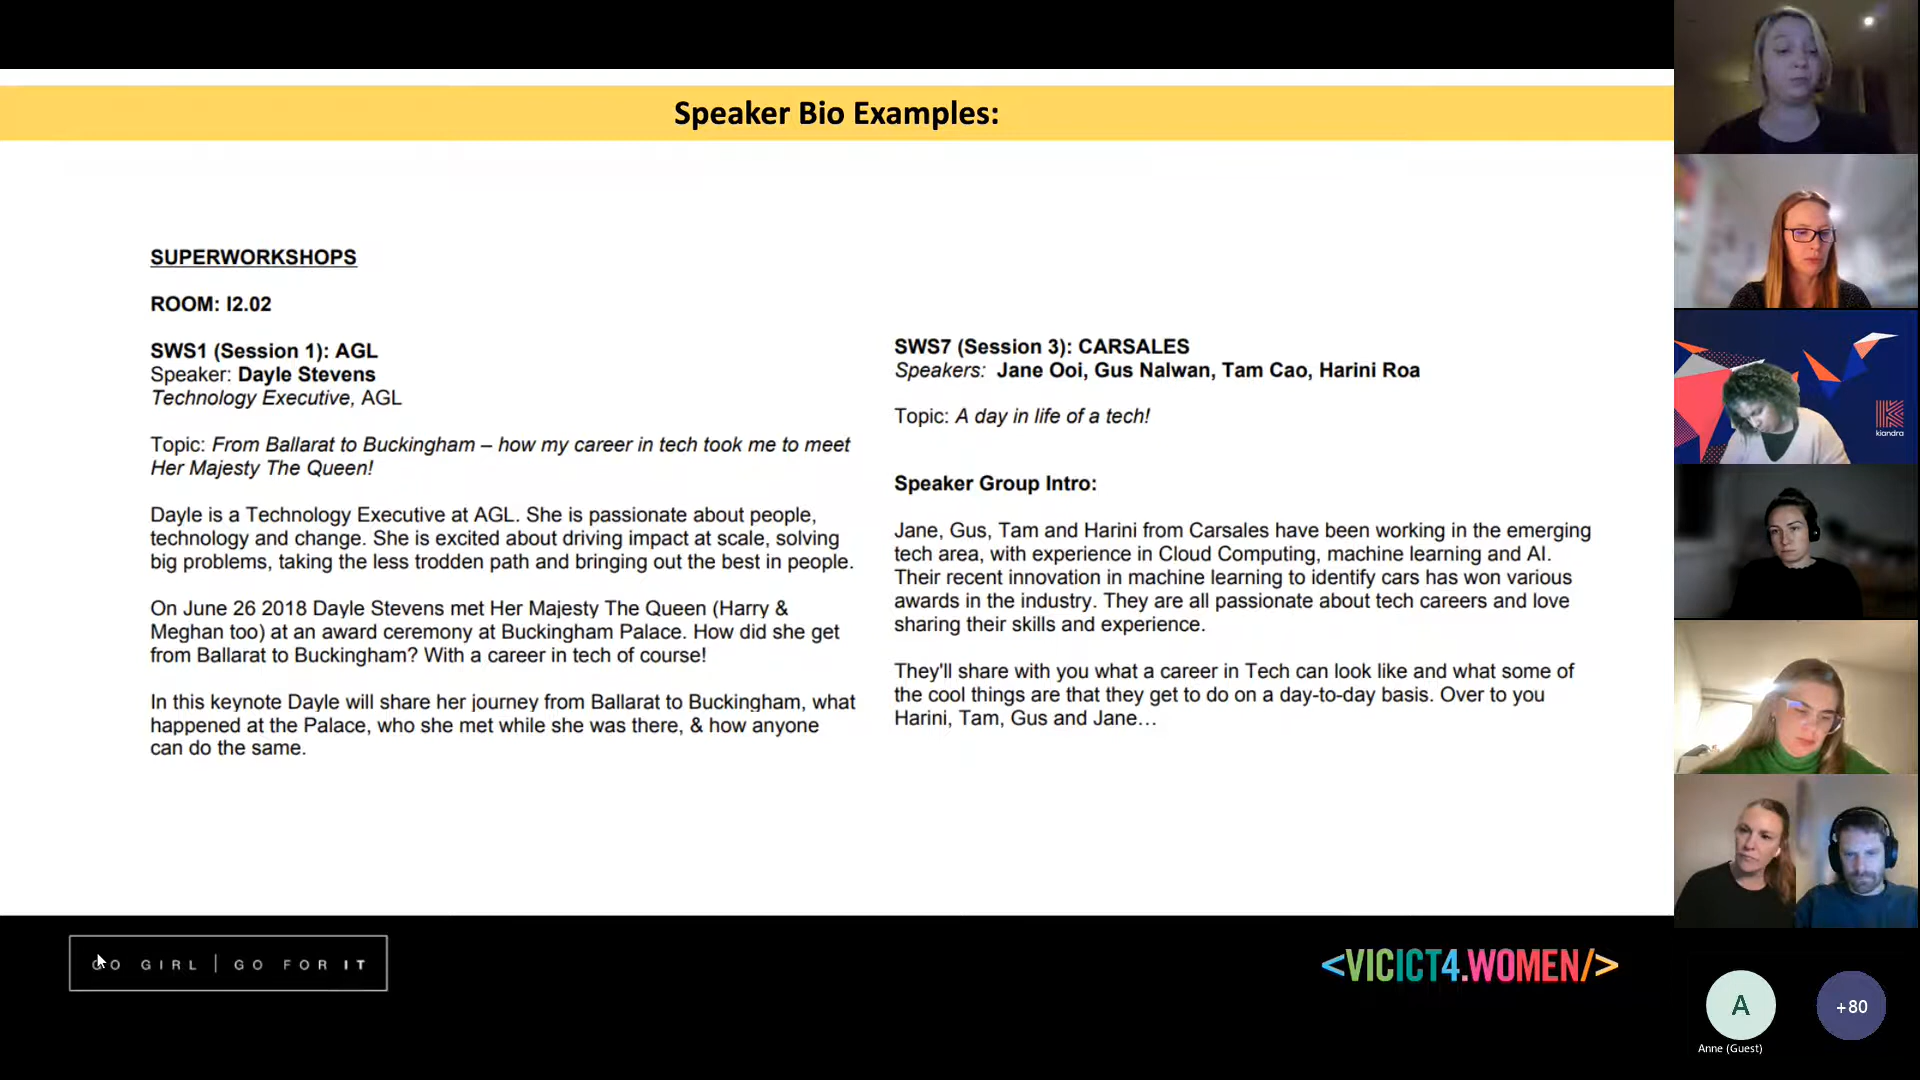 Speaker Bio Examples:
SUPERWORKSHOPS
ROOM: I2.02
SWS1 (Session 1): AGL
Speaker: Dayle Stevens
Technology Executive, AGL
Topic: From Ballarat to Buckingham – how my career in tech took me to meet
Her Majesty The Queen!
Dayle is a Technology Executive at AGL. She is passionate about people,
technology and change. She is excited about driving impact at scale, solving
big problems, taking the less trodden path and bringing out the best in people.
On June 26 2018 Dayle Stevens met Her Majesty The Queen (Harry &
Meghan too) at an award ceremony at Buckingham Palace. How did she get
from Ballarat to Buckingham? With a career in tech of course!
In this keynote Dayle will share her journey from Ballarat to Buckingham, what
happened at the Palace, who she met while she was there, & how anyone
can do the same.
SWS7 (Session 3): CARSALES
Speakers: Jane Ooi, Gus Nalwan, Tam Cao, Harini Roa
Topic: A day in life of a tech!
Speaker Group Intro:
Jane, Gus, Tam and Harini from Carsales have been working in the emerging
tech area, with experience in Cloud Computing, machine learning and AI.
Their recent innovation in machine learning to identify cars has won various
awards in the industry. They are all passionate about tech careers and love
sharing their skills and experience.
They'll share with you what a career in Tech can look like and what some of
the cool things are that they get to do on a day-to-day basis. Over to you
Harini, Tam, Gus and Jane…
GO GIRL | GO FOR IT
<VICICT4.WOMEN/>
kiandra
A
+80
Anne (Guest)